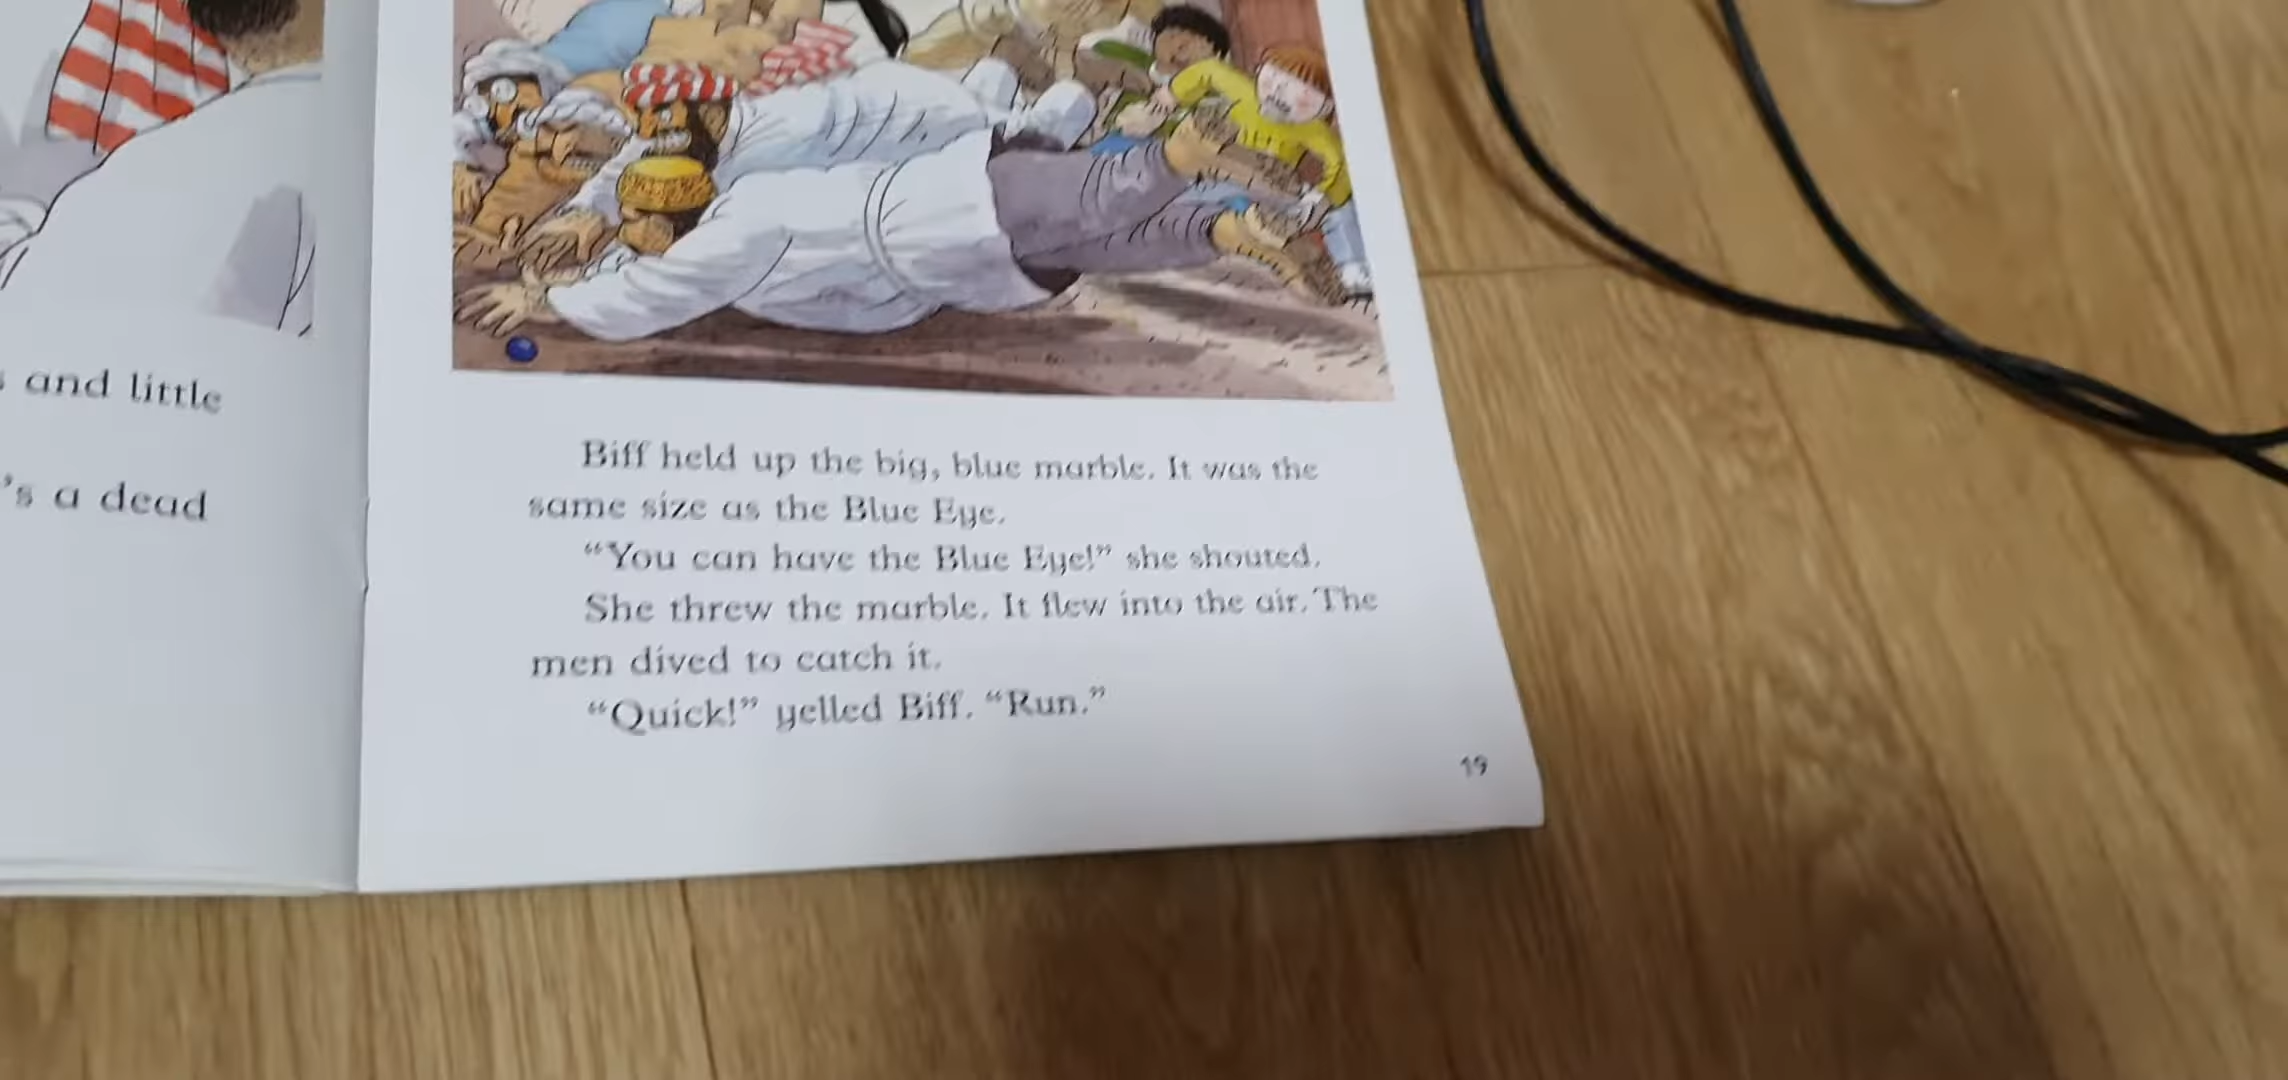 and little
's a dead
Biff held up the big, blue marble. It was the
same size as the Blue Eye.
“You can have the Blue Eye!” she shouted.
She threw the marble. It flew into the air. The
men dived to catch it.
“Quick!” yelled Biff. “Run.”
19